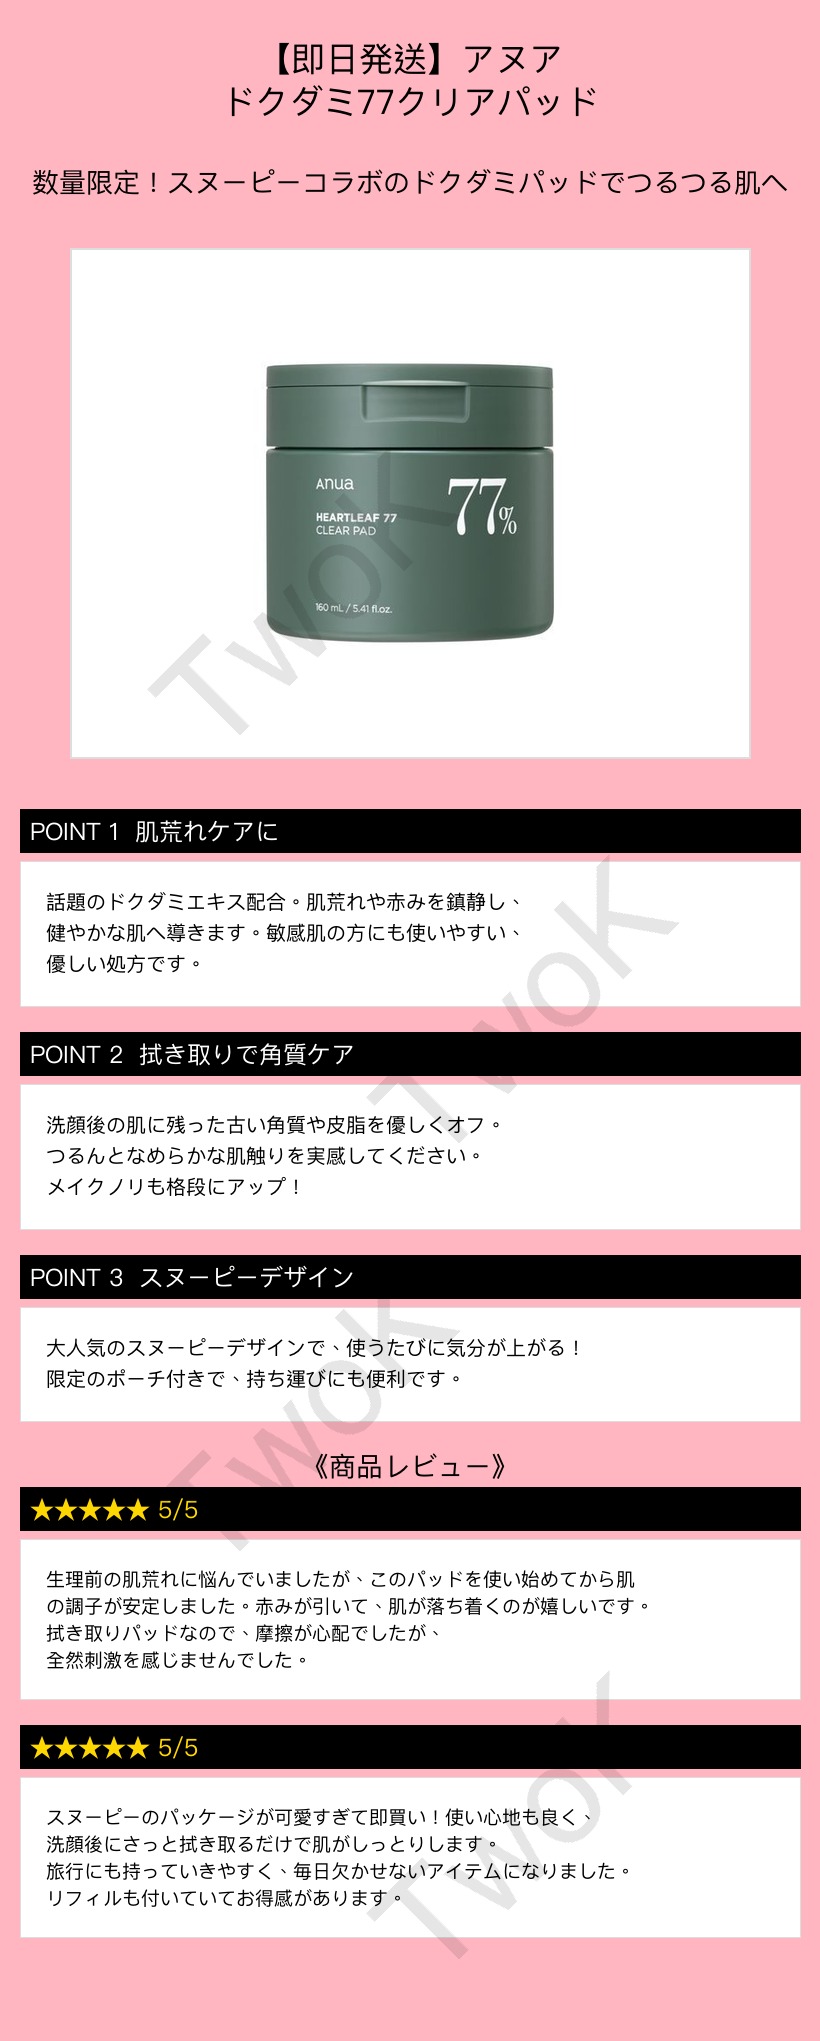 【即日発送】アヌア
ドクダミ77クリアパッド
数量限定！スヌーピーコラボのドクダミパッドでつるつる肌へ
Anua
77%
HEARTLEAF 77
CLEAR PAD
160 mL / 5.41 fl.oz.
TwoK
POINT 1 肌荒れケアに
話題のドクダミエキス配合。肌荒れや赤みを鎮静し、
健やかな肌へ導きます。敏感肌の方にも使いやすい、
優しい処方です。
TwoK
POINT 2 拭き取りで角質ケア
洗顔後の肌に残った古い角質や皮脂を優しくオフ。
つるんとなめらかな肌触りを実感してください。
メイクノリも格段にアップ！
POINT 3 スヌーピーデザイン
大人気のスヌーピーデザインで、使うたびに気分が上がる！
限定のポーチ付きで、持ち運びにも便利です。
TwoK
《商品レビュー》
★★★★★ 5/5
生理前の肌荒れに悩んでいましたが、このパッドを使い始めてから肌
の調子が安定しました。赤みが引いて、肌が落ち着くのが嬉しいです。
拭き取りパッドなので、摩擦が心配でしたが、
全然刺激を感じませんでした。
★★★★★ 5/5
スヌーピーのパッケージが可愛すぎて即買い！使い心地も良く、
洗顔後にさっと拭き取るだけで肌がしっとりします。
旅行にも持っていきやすく、毎日欠かせないアイテムになりました。
リフィルも付いていてお得感があります。
TwoK